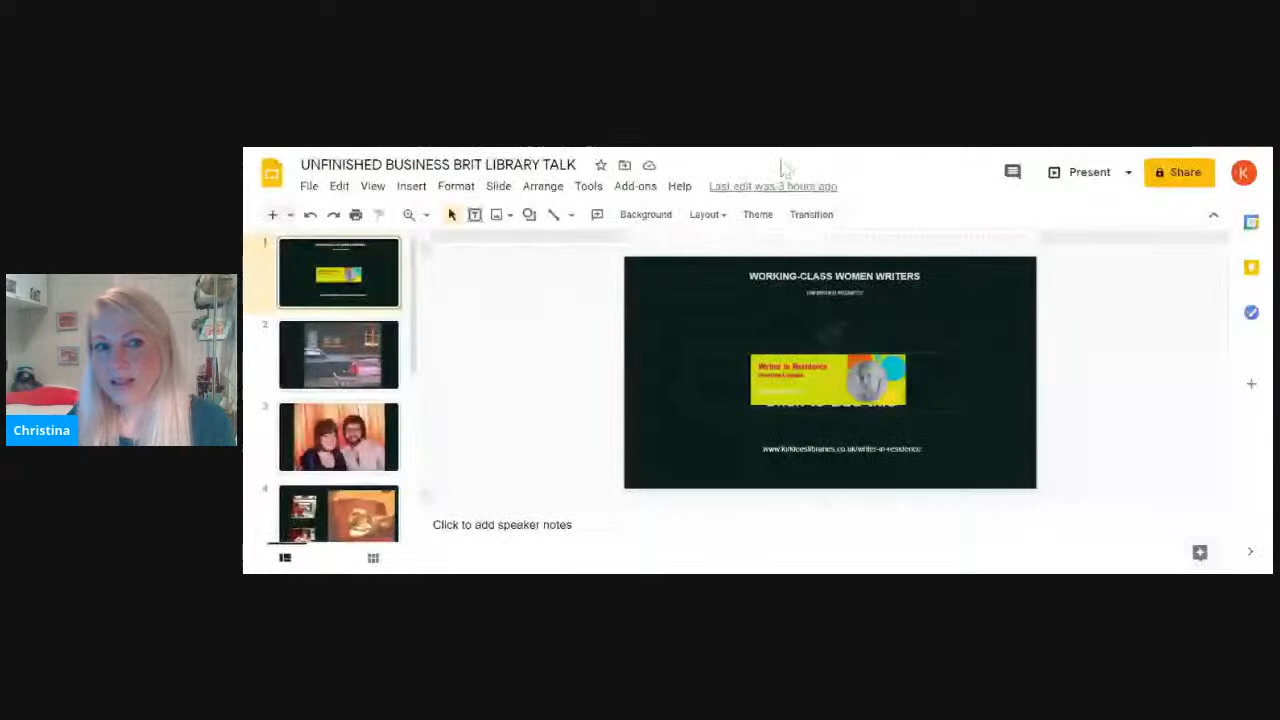 UNFINISHED BUSINESS BRIT LIBRARY TALK
File Edit View Insert Format Slide Arrange Tools Add-ons Help Last edit was 3 hours ago
Present
Share
K
Background Layout Theme Transition
1
2
3
4
WORKING-CLASS WOMEN WRITERS
Writer in Residence
www.kirkleeslibraries.co.uk/writer-in-residence
Click to add speaker notes
Christina